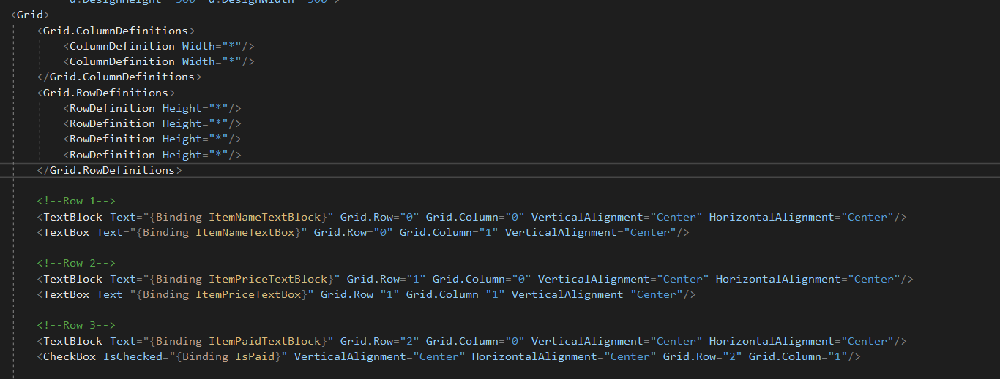 <Grid>
<Grid.ColumnDefinitions>
<ColumnDefinition Width="*"/>
<ColumnDefinition Width="*"/>
</Grid.ColumnDefinitions>
<Grid.RowDefinitions>
<RowDefinition Height="*"/>
<RowDefinition Height="*"/>
<RowDefinition Height="*"/>
<RowDefinition Height="*"/>
</Grid.RowDefinitions>
<!--Row 1-->
<TextBlock Text="{Binding ItemNameTextBlock}" Grid.Row="0" Grid.Column="0" VerticalAlignment="Center" HorizontalAlignment="Center"/>
<TextBox Text="{Binding ItemNameTextBox}" Grid.Row="0" Grid.Column="1" VerticalAlignment="Center"/>
<!--Row 2-->
<TextBlock Text="{Binding ItemPriceTextBlock}" Grid.Row="1" Grid.Column="0" VerticalAlignment="Center" HorizontalAlignment="Center"/>
<TextBox Text="{Binding ItemPriceTextBox}" Grid.Row="1" Grid.Column="1" VerticalAlignment="Center"/>
<!--Row 3-->
<TextBlock Text="{Binding ItemPaidTextBlock}" Grid.Row="2" Grid.Column="0" VerticalAlignment="Center" HorizontalAlignment="Center"/>
<CheckBox IsChecked="{Binding IsPaid}" VerticalAlignment="Center" HorizontalAlignment="Center" Grid.Row="2" Grid.Column="1"/>